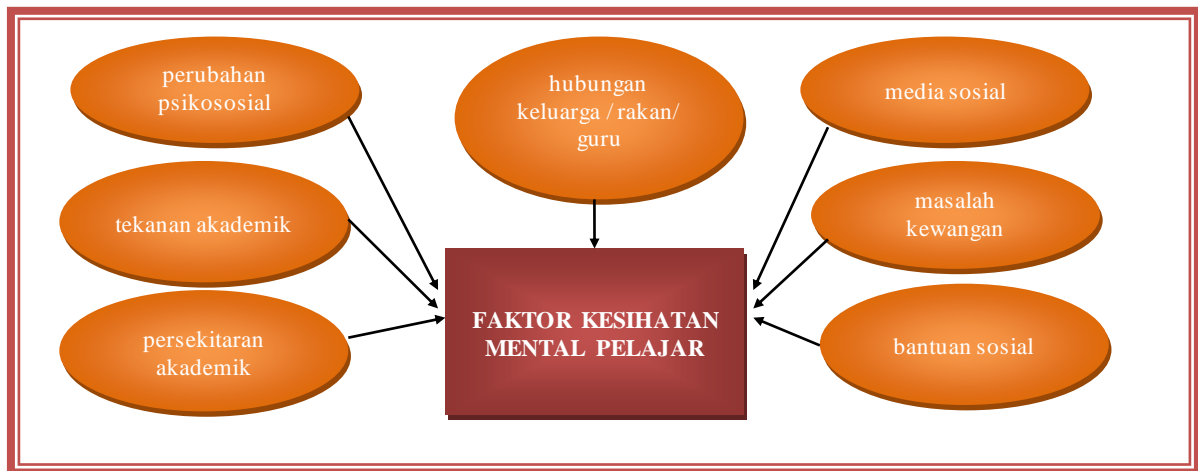 perubahan
psikososial
hubungan
keluarga / rakan/
guru
media sosial
tekanan akademik
masalah
kewangan
persekitaran
akademik
FAKTOR KESIHATAN
MENTAL PELAJAR
bantuan sosial